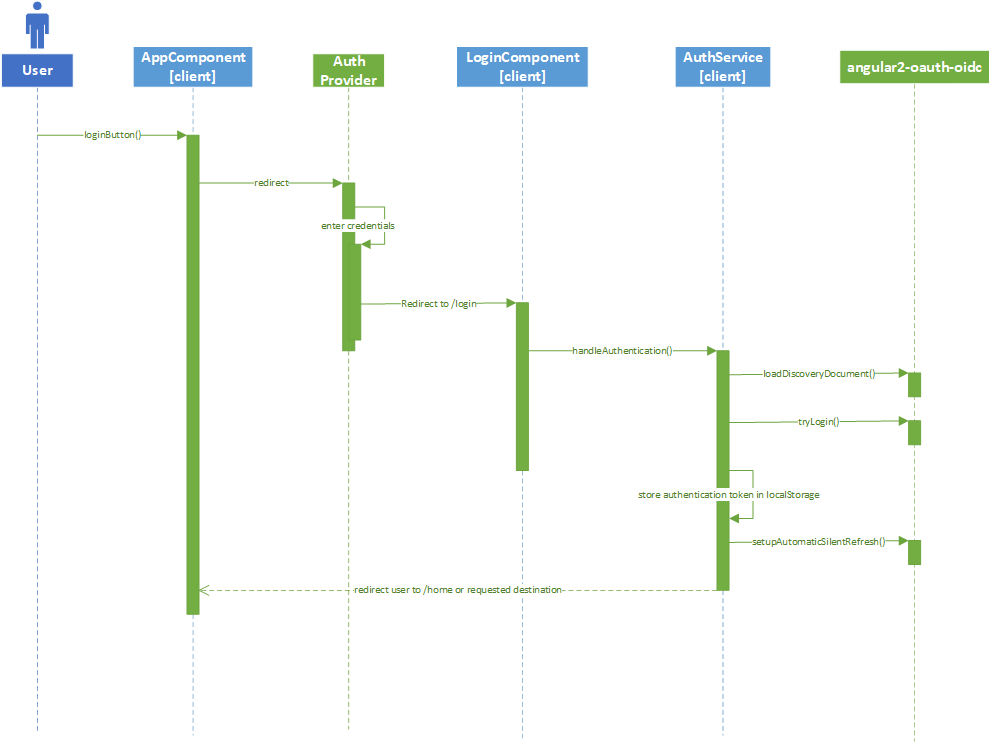 User
AppComponent
[client]
Auth
Provider
LoginComponent
[client]
AuthService
[client]
angular2-oauth-oidc
loginButton()
redirect
enter credentials
Redirect to /login
handleAuthentication()
loadDiscoveryDocument()
tryLogin()
store authentication token in localStorage
setupAutomaticSilentRefresh()
redirect user to /home or requested destination